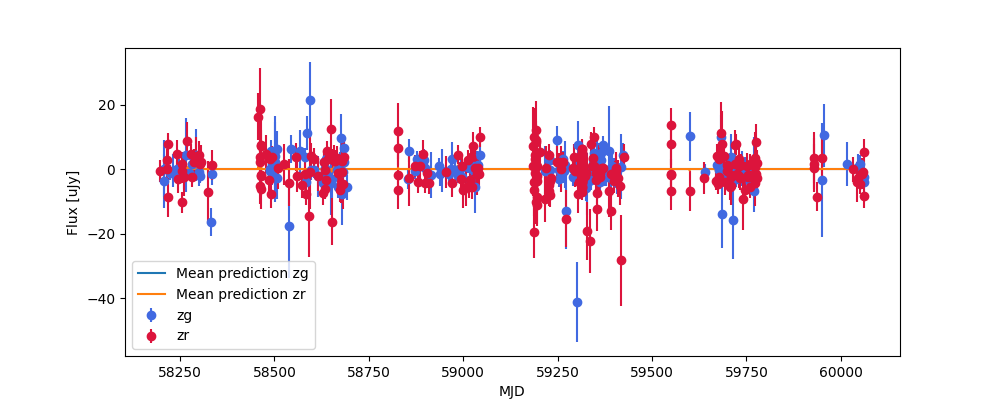 20
0
−20
−40
Flux [uJy]
Mean prediction zg
Mean prediction zr
zg
zr
58250 58500 58750 59000 59250 59500 59750 60000
MJD